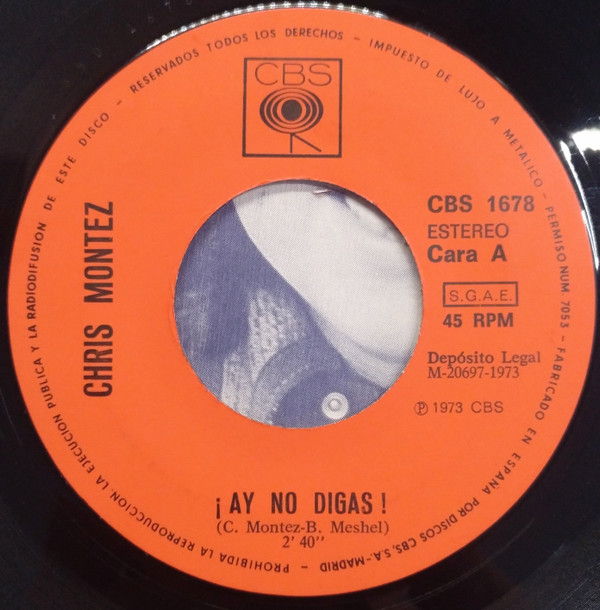 RESERVADOS TODOS LOS DERECHOS - IMPUESTO DE LUJO A METALICO - PERMISO NUM. 7053 - FABRICADO EN ESPAÑA POR DISCOS CBS, S.A.-MADRID - PROHIBIDA LA REPRODUCCION, LA EJECUCION PUBLICA Y LA RADIODIFUSION DE ESTE DISCO -
CBS
CHRIS MONTEZ
CBS 1678
ESTEREO
Cara A
S.G.A.E.
45 RPM
Depósito Legal
M-20697-1973
Ⓟ 1973 CBS
¡AY NO DIGAS!
(C. Montez-B. Meshel)
2' 40''